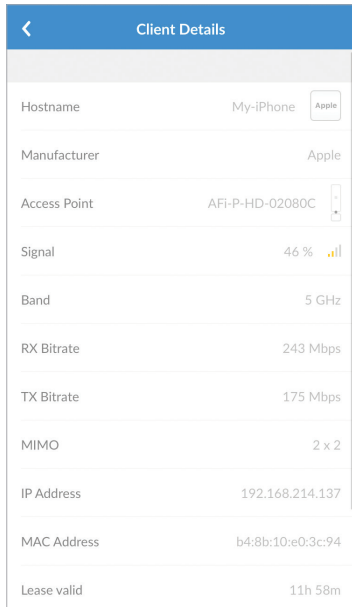 Client Details
Hostname My-iPhone Apple
Manufacturer Apple
Access Point AFi-P-HD-02080C
Signal 46 %
Band 5 GHz
RX Bitrate 243 Mbps
TX Bitrate 175 Mbps
MIMO 2 x 2
IP Address 192.168.214.137
MAC Address b4:8b:10:e0:3c:94
Lease valid 11h 58m